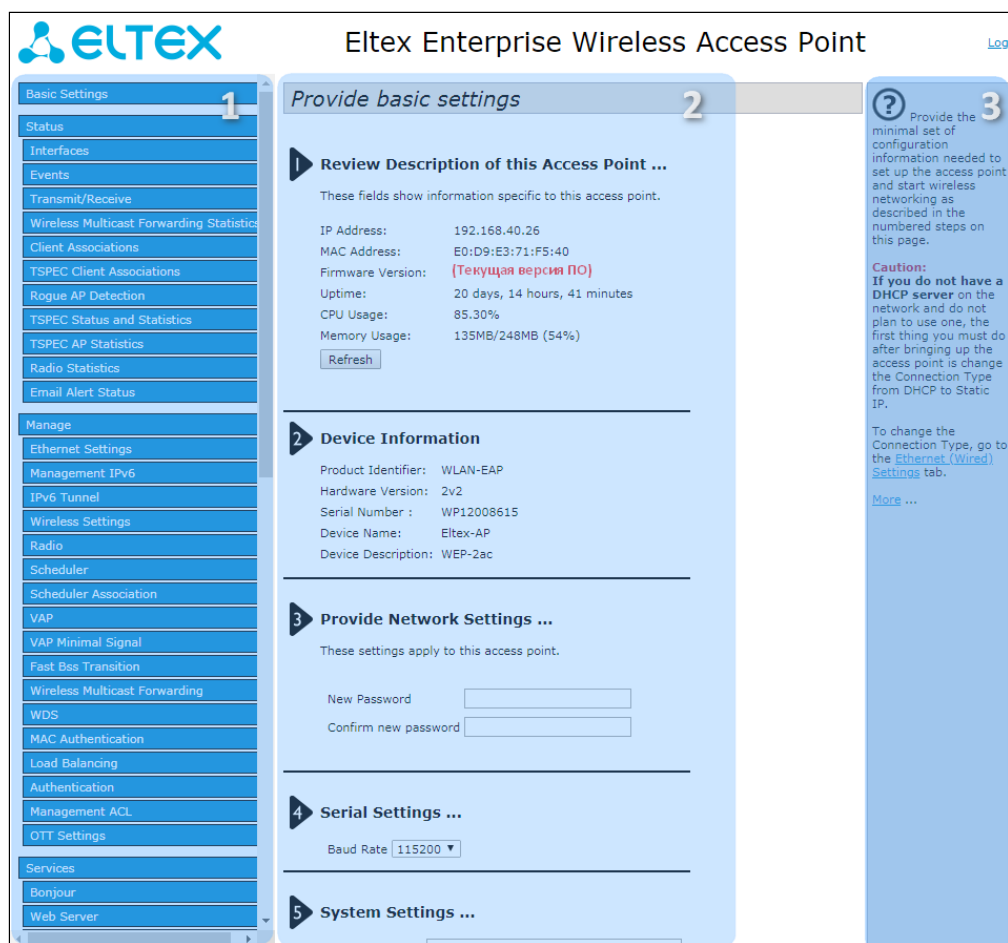 ELTEX
Eltex Enterprise Wireless Access Point
Log
1
Basic Settings
Status
Interfaces
Events
Transmit/Receive
Wireless Multicast Forwarding Statistics
Client Associations
TSPEC Client Associations
Rogue AP Detection
TSPEC Status and Statistics
TSPEC AP Statistics
Radio Statistics
Email Alert Status
Manage
Ethernet Settings
Management IPv6
IPv6 Tunnel
Wireless Settings
Radio
Scheduler
Scheduler Association
VAP
VAP Minimal Signal
Fast Bss Transition
Wireless Multicast Forwarding
WDS
MAC Authentication
Load Balancing
Authentication
Management ACL
OTT Settings
Services
Bonjour
Web Server
Provide basic settings
2
1 Review Description of this Access Point ...
These fields show information specific to this access point.
IP Address: 192.168.40.26
MAC Address: E0:D9:E3:71:F5:40
Firmware Version: (Текущая версия ПО)
Uptime: 20 days, 14 hours, 41 minutes
CPU Usage: 85.30%
Memory Usage: 135MB/248MB (54%)
Refresh
2 Device Information
Product Identifier: WLAN-EAP
Hardware Version: 2v2
Serial Number : WP12008615
Device Name: Eltex-AP
Device Description: WEP-2ac
3 Provide Network Settings ...
These settings apply to this access point.
New Password
Confirm new password
4 Serial Settings ...
Baud Rate 115200
5 System Settings ...
3
? Provide the
minimal set of
configuration
information needed to
set up the access point
and start wireless
networking as
described in the
numbered steps on
this page.
Caution:
If you do not have a
DHCP server on the
network and do not
plan to use one, the
first thing you must do
after bringing up the
access point is change
the Connection Type
from DHCP to Static
IP.
To change the
Connection Type, go to
the Ethernet (Wired)
Settings tab.
More ...